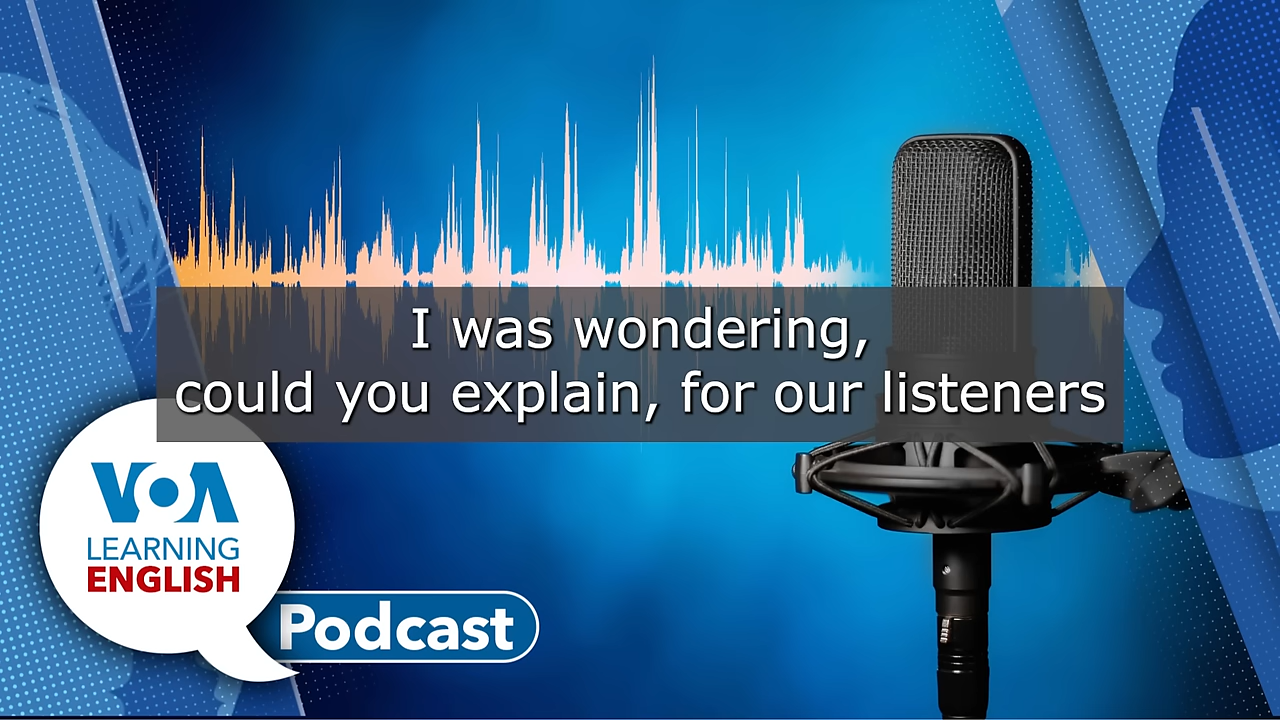 I was wondering,
could you explain, for our listeners
VOA
LEARNING
ENGLISH
Podcast